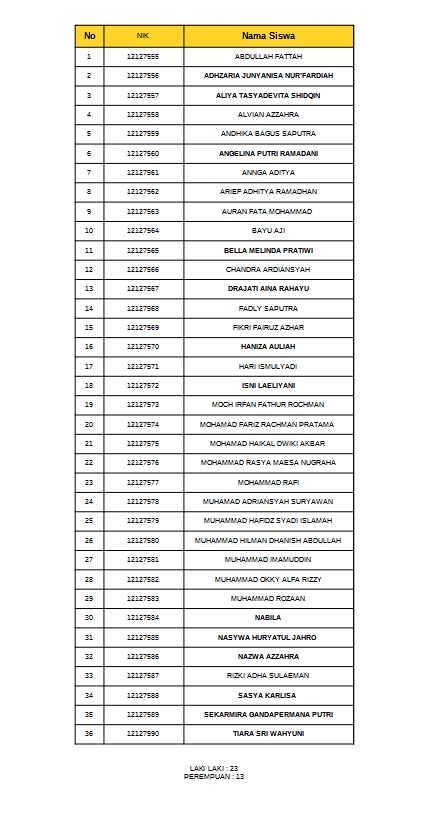 No NIK Nama Siswa
1 12127555 ABDULLAH FATTAH
2 12127556 ADHZARIA JUNYANISA NUR'FARDIAH
3 12127557 ALIYA TASYADEVITA SHIDQIN
4 12127558 ALVIAN AZZAHRA
5 12127559 ANDHIKA BAGUS SAPUTRA
6 12127560 ANGELINA PUTRI RAMADANI
7 12127561 ANNGA ADITYA
8 12127562 ARIEF ADHITYA RAMADHAN
9 12127563 AURAN FATA MOHAMMAD
10 12127564 BAYU AJI
11 12127565 BELLA MELINDA PRATIWI
12 12127566 CHANDRA ARDIANSYAH
13 12127567 DRAJATI AINA RAHAYU
14 12127568 FADLY SAPUTRA
15 12127569 FIKRI FAIRUZ AZHAR
16 12127570 HANIZA AULIAH
17 12127571 HARI ISMULYADI
18 12127572 ISNI LAELIYANI
19 12127573 MOCH IRFAN FATHUR ROCHMAN
20 12127574 MOHAMAD FARIZ RACHMAN PRATAMA
21 12127575 MOHAMAD HAIKAL DWIKI AKBAR
22 12127576 MOHAMMAD RASYA MAESA NUGRAHA
23 12127577 MOHAMMAD RAFI
24 12127578 MUHAMAD ADRIANSYAH SURYAWAN
25 12127579 MUHAMMAD HAFIDZ SYADI ISLAMAH
26 12127580 MUHAMMAD HILMAN DHANISH ABDULLAH
27 12127581 MUHAMMAD IMAMUDDIN
28 12127582 MUHAMMAD OKKY ALFA RIZZY
29 12127583 MUHAMMAD ROZAAN
30 12127584 NABILA
31 12127585 NASYWA HURYATUL JAHRO
32 12127586 NAZWA AZZAHRA
33 12127587 RIZKI ADHA SULAEMAN
34 12127588 SASYA KARLISA
35 12127589 SEKARMIRA GANDAPERMANA PUTRI
36 12127590 TIARA SRI WAHYUNI
LAKI LAKI : 23
PEREMPUAN : 13